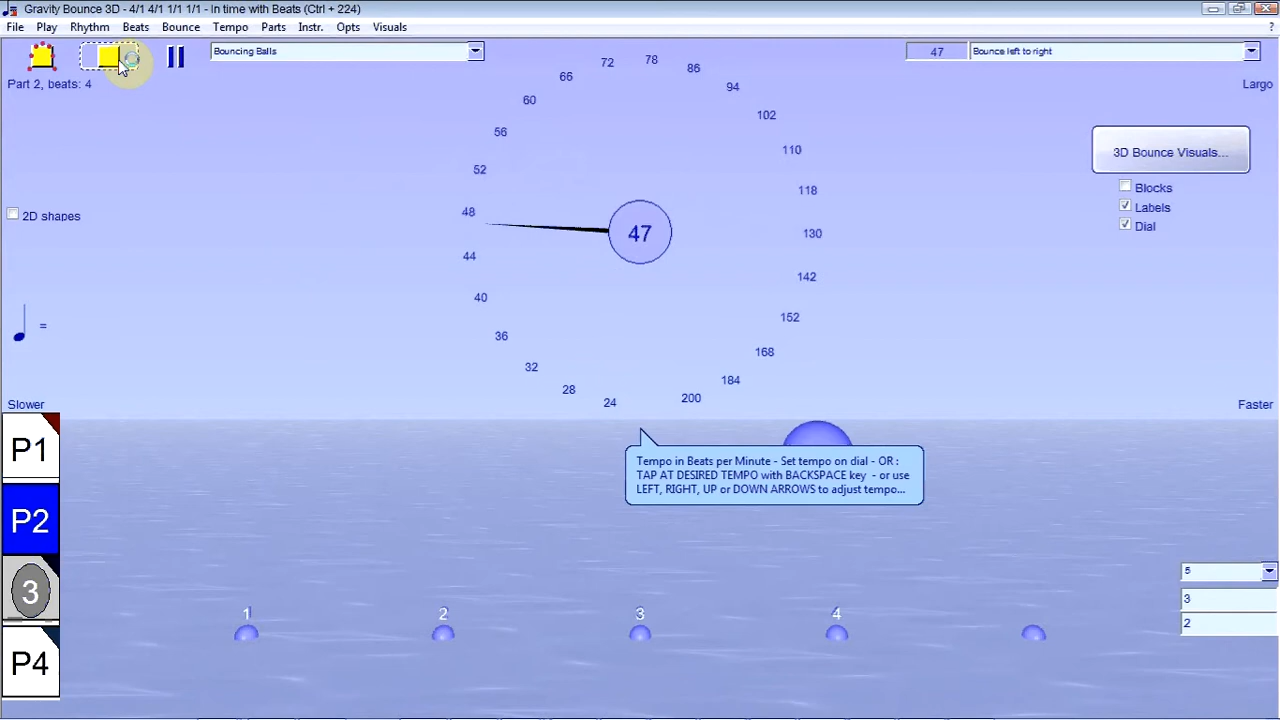 Gravity Bounce 3D - 4/1 4/1 1/1 1/1 - In time with Beats (Ctrl + 224)
File Play Rhythm Beats Bounce Tempo Parts Instr. Opts Visuals ?
Bouncing Balls
47 Bounce left to right
Part 2, beats: 4
Largo
72 78 86
66 94
60 102
56 110
52 118
48 130
44 142
40 152
36 168
32 184
28 200
24
47
3D Bounce Visuals...
Blocks
Labels
Dial
2D shapes
=
Slower
Faster
P1
P2
3
P4
Tempo in Beats per Minute - Set tempo on dial - OR :
TAP AT DESIRED TEMPO with BACKSPACE key - or use
LEFT, RIGHT, UP or DOWN ARROWS to adjust tempo...
5
3
2
1 2 3 4